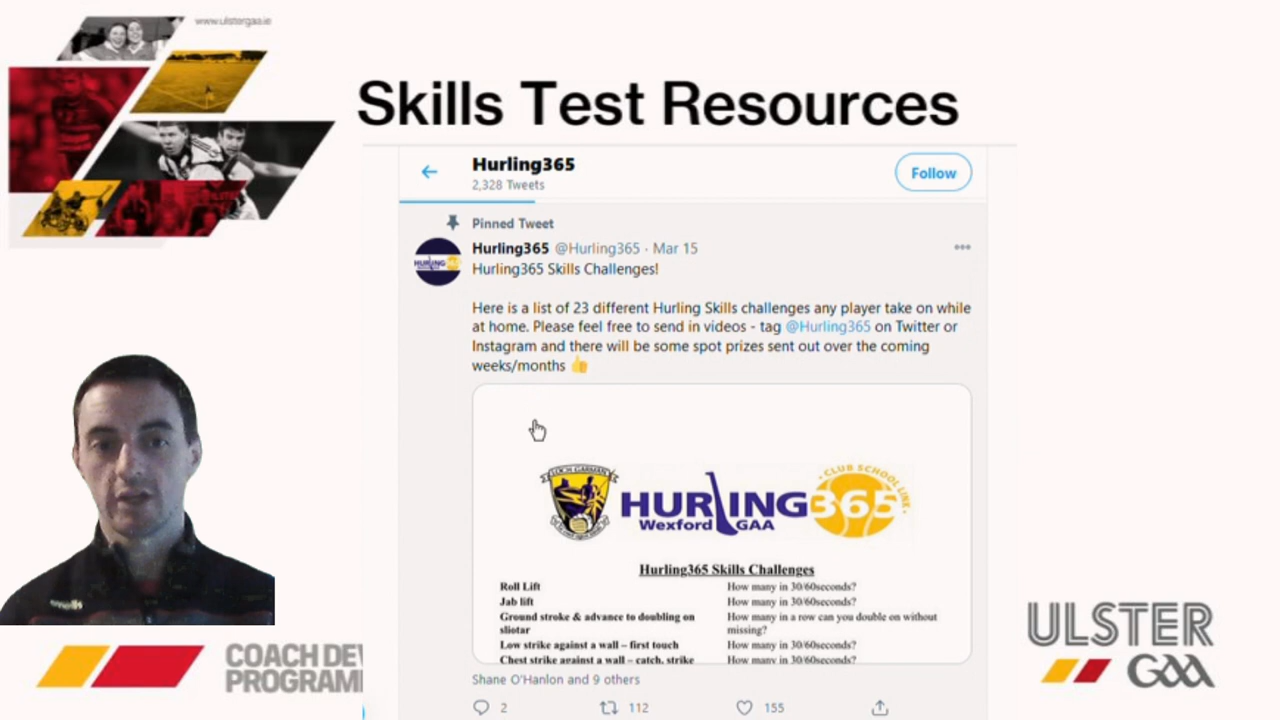 www.ulstergaa.ie
Skills Test Resources
Hurling365
2,328 Tweets
Follow
Pinned Tweet
Hurling365 @Hurling365 · Mar 15
Hurling365 Skills Challenges!
Here is a list of 23 different Hurling Skills challenges any player take on while
at home. Please feel free to send in videos - tag @Hurling365 on Twitter or
Instagram and there will be some spot prizes sent out over the coming
weeks/months 👍
LOCH GARMAN
HURLING 365
CLUB SCHOOL LINK
Wexford GAA
Hurling365 Skills Challenges
Roll Lift How many in 30/60seconds?
Jab lift How many in 30/60seconds?
Ground stroke & advance to doubling on How many in a row can you double on without
sliotar missing?
Low strike against a wall – first touch How many in 30/60seconds?
Chest strike against a wall – catch, strike How many in 30/60seconds?
Shane O'Hanlon and 9 others
2 112 155
COACH DE
PROGRAM
ULSTER
GAA